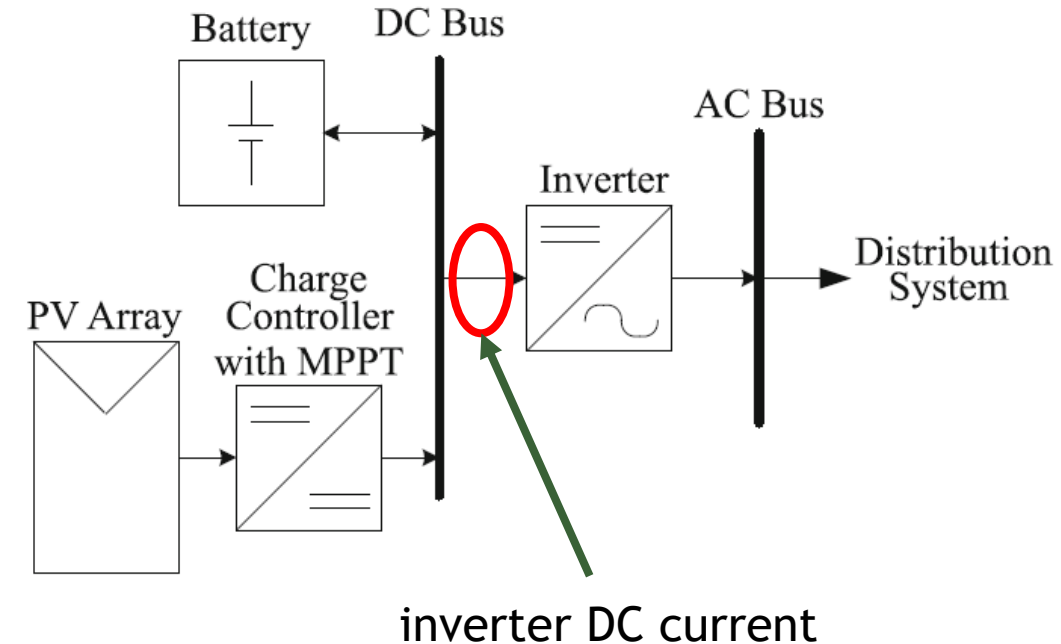 Battery
DC Bus
AC Bus
Inverter
Distribution
System
Charge
Controller
with MPPT
PV Array
inverter DC current